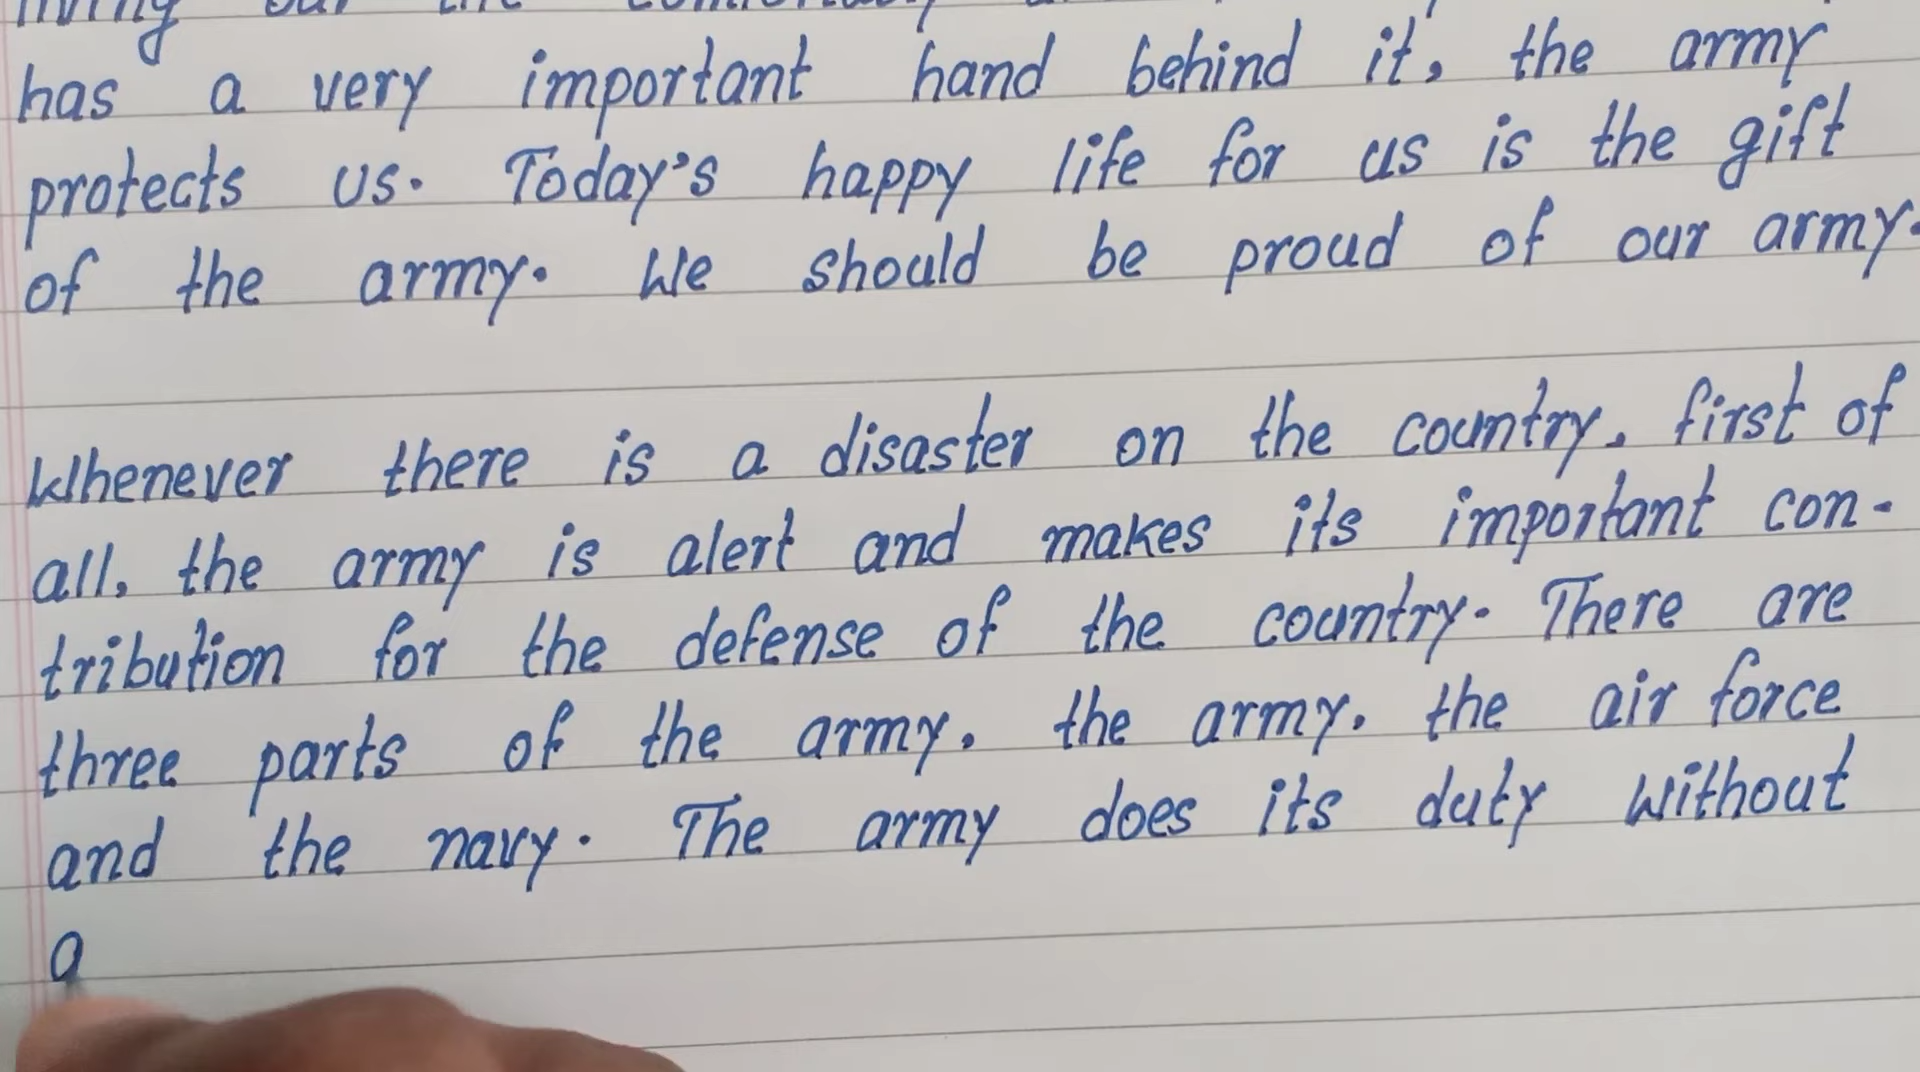 has a very important hand behind it, the army
protects us. Today's happy life for us is the gift
of the army. We should be proud of our army.
Whenever there is a disaster on the country, first of
all, the army is alert and makes its important con-
tribution for the defense of the country. There are
three parts of the army, the army, the air force
and the navy. The army does its duty without
a